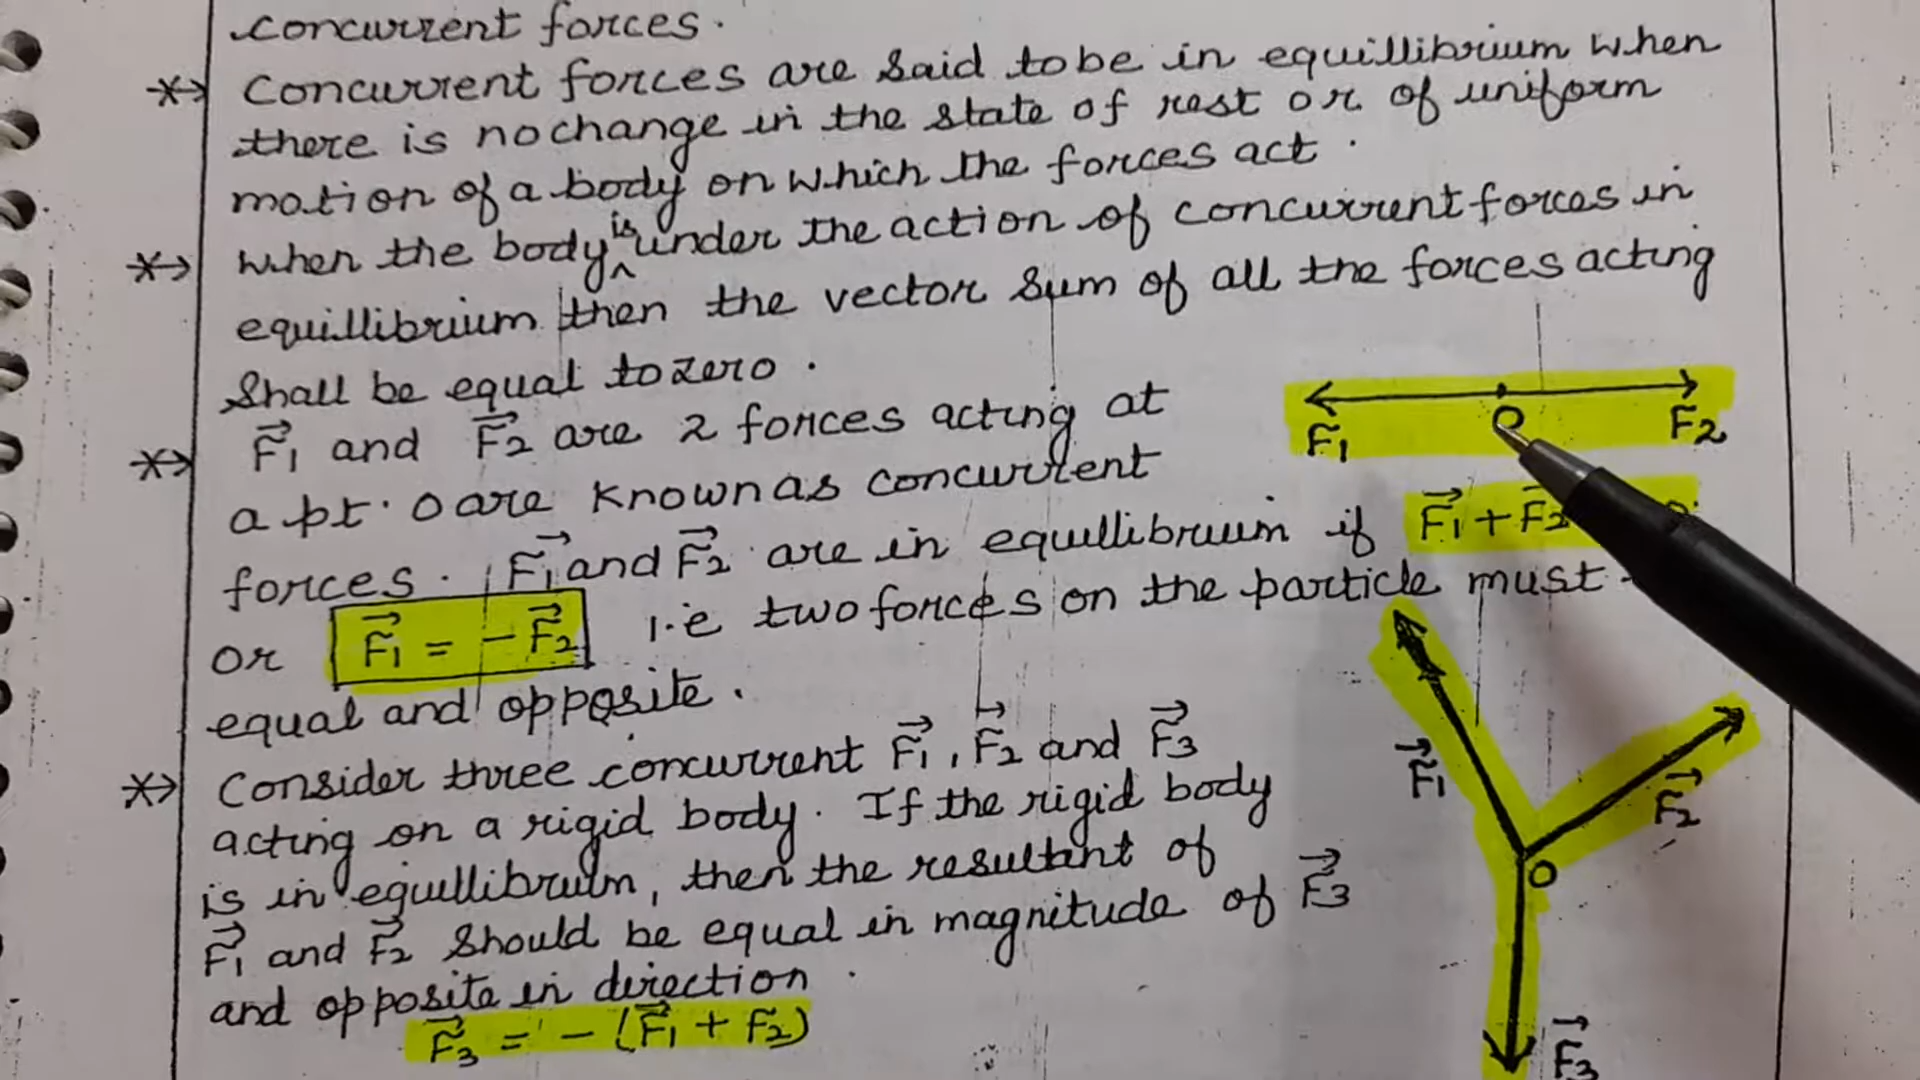 concurrent forces.
*→ Concurrent forces are said to be in equillibrium when
there is no change in the state of rest or of uniform
motion of a body on which the forces act.
*→ When the body is under the action of concurrent forces in
equillibrium then the vector sum of all the forces acting
shall be equal to zero.
*→ F⃗1 and F⃗2 are 2 forces acting at
a pt. O are known as concurrent
forces. F⃗1 and F⃗2 are in equillibrium if F⃗1 + F⃗2
or F⃗1 = -F⃗2 i.e two forces on the particle must
equal and opposite.
*→ Consider three concurrent F⃗1, F⃗2 and F⃗3
acting on a rigid body. If the rigid body
is in equillibrium, then the resultant of
F⃗1 and F⃗2 should be equal in magnitude of F⃗3
and opposite in direction.
F⃗3 = -(F⃗1 + F2)
F⃗1 O F2
F⃗1
F⃗2
O
F⃗3